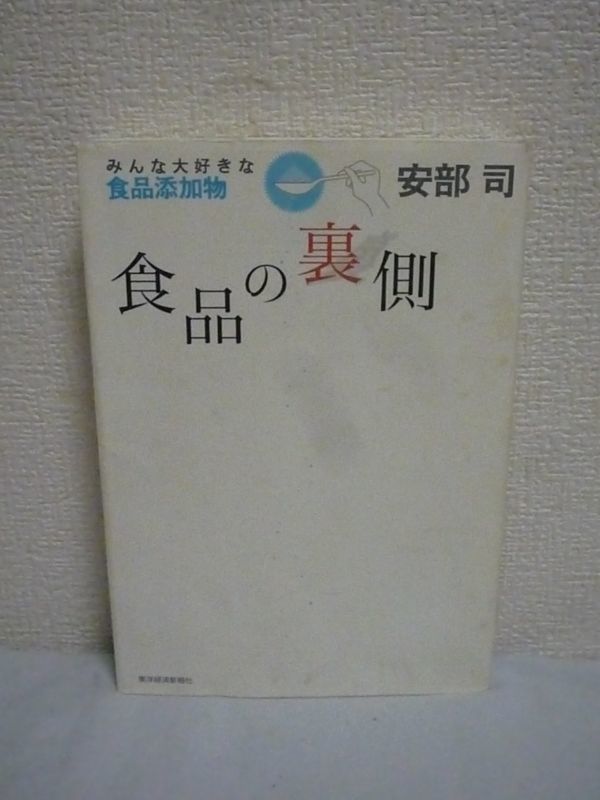 みんな大好きな
食品添加物
安部 司
食品の裏側
東洋経済新報社